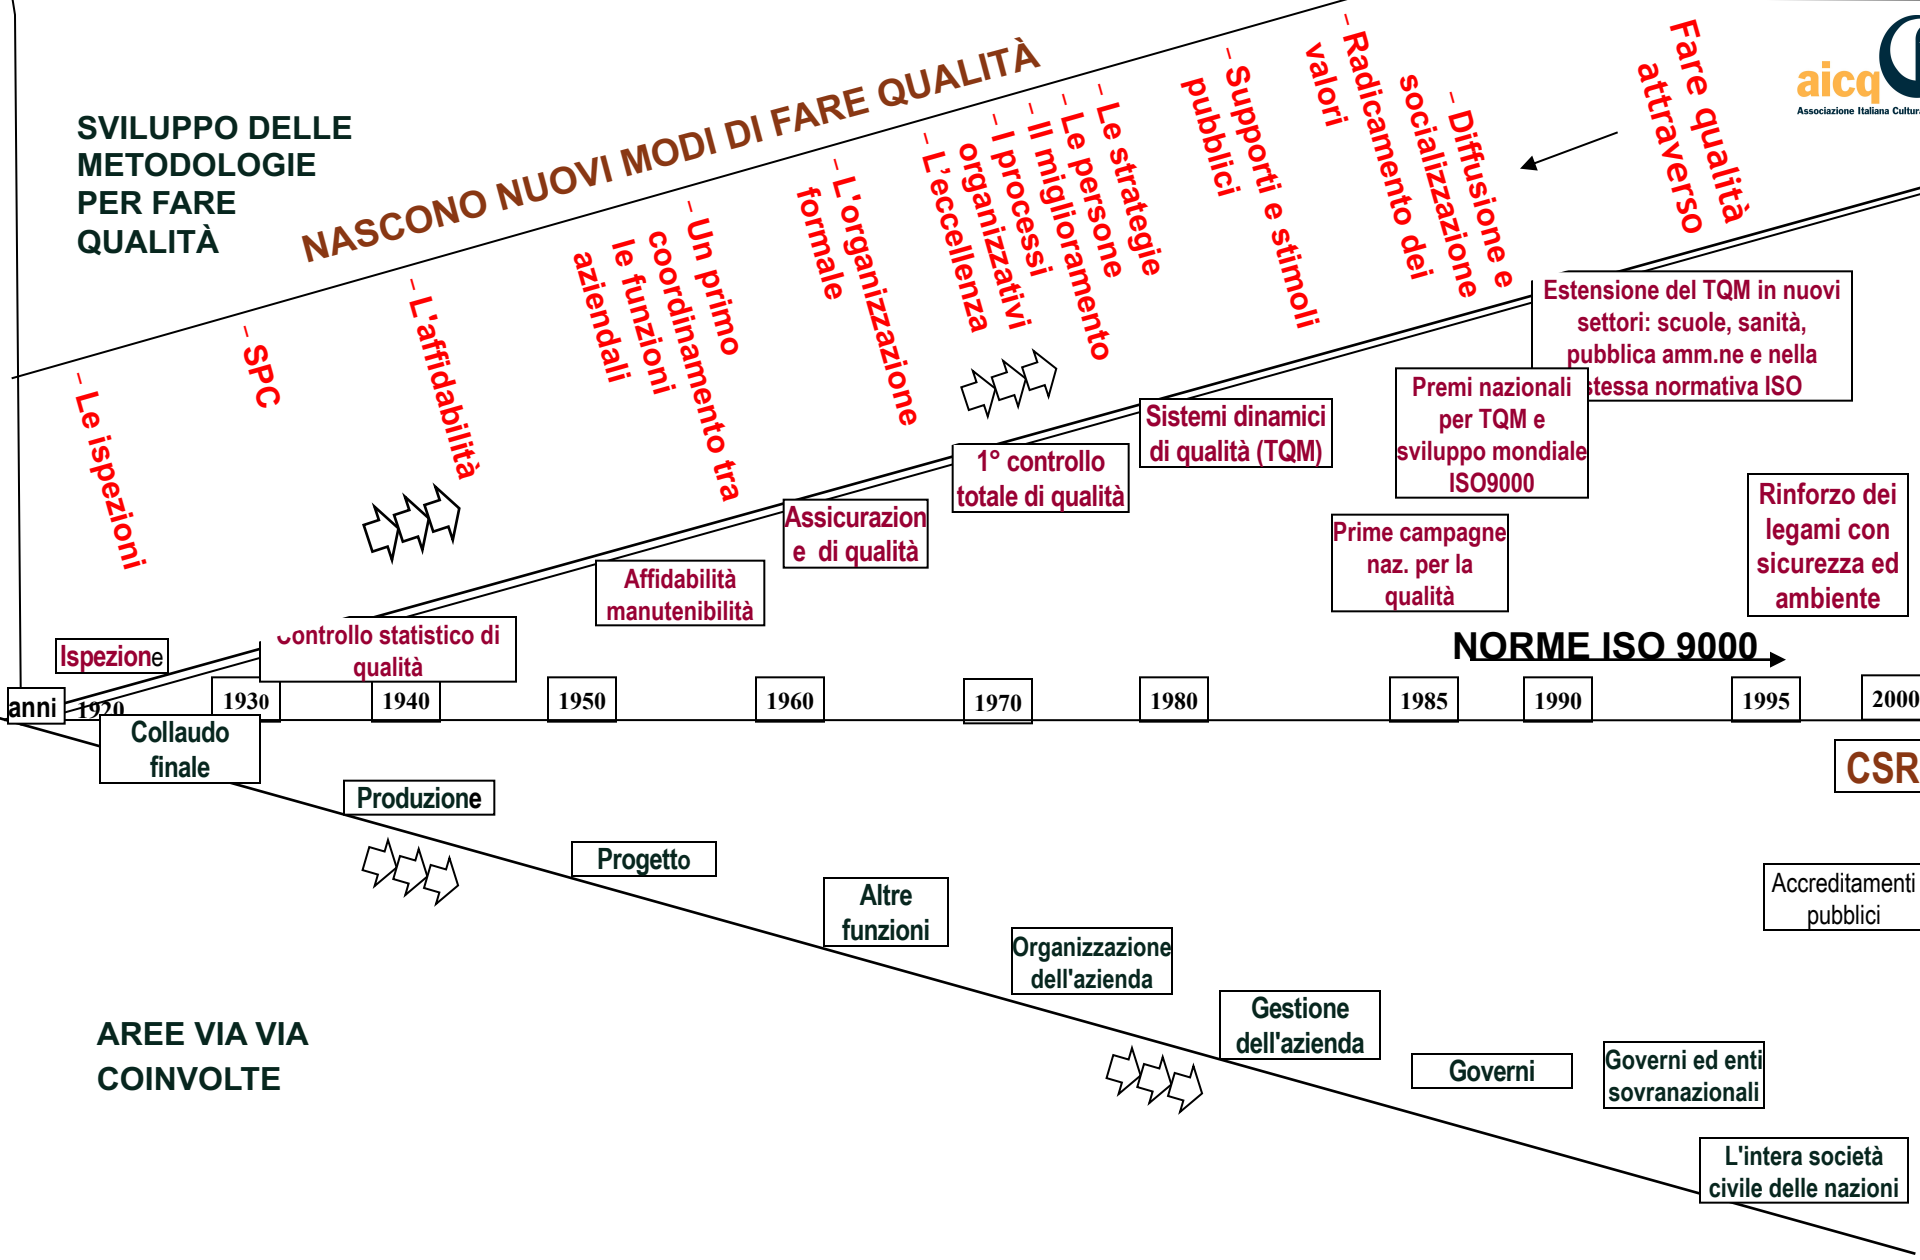 SVILUPPO DELLE
METODOLOGIE
PER FARE
QUALITÀ
NASCONO NUOVI MODI DI FARE QUALITÀ
– Le ispezioni
– SPC
– L'affidabilità
– Un primo
coordinamento tra
le funzioni
aziendali
– L'organizzazione
formale
– L'eccellenza
– I processi
organizzativi
– Il miglioramento
– Le persone
– Le strategie
– Supporti e stimoli
pubblici
– Radicamento dei
valori
– Diffusione e
socializzazione
Fare qualità
attraverso
aicq
Associazione Italiana Cultur
Estensione del TQM in nuovi
settori: scuole, sanità,
pubblica amm.ne e nella
stessa normativa ISO
Premi nazionali
per TQM e
sviluppo mondiale
ISO9000
Sistemi dinamici
di qualità (TQM)
1° controllo
totale di qualità
Assicurazion
e di qualità
Affidabilità
manutenibilità
Controllo statistico di
qualità
Ispezione
Prime campagne
naz. per la
qualità
Rinforzo dei
legami con
sicurezza ed
ambiente
NORME ISO 9000
anni 1920 1930 1940 1950 1960 1970 1980 1985 1990 1995 2000
Collaudo
finale
Produzione
Progetto
Altre
funzioni
Organizzazione
dell'azienda
Gestione
dell'azienda
Governi
Governi ed enti
sovranazionali
L'intera società
civile delle nazioni
CSR
Accreditamenti
pubblici
AREE VIA VIA
COINVOLTE